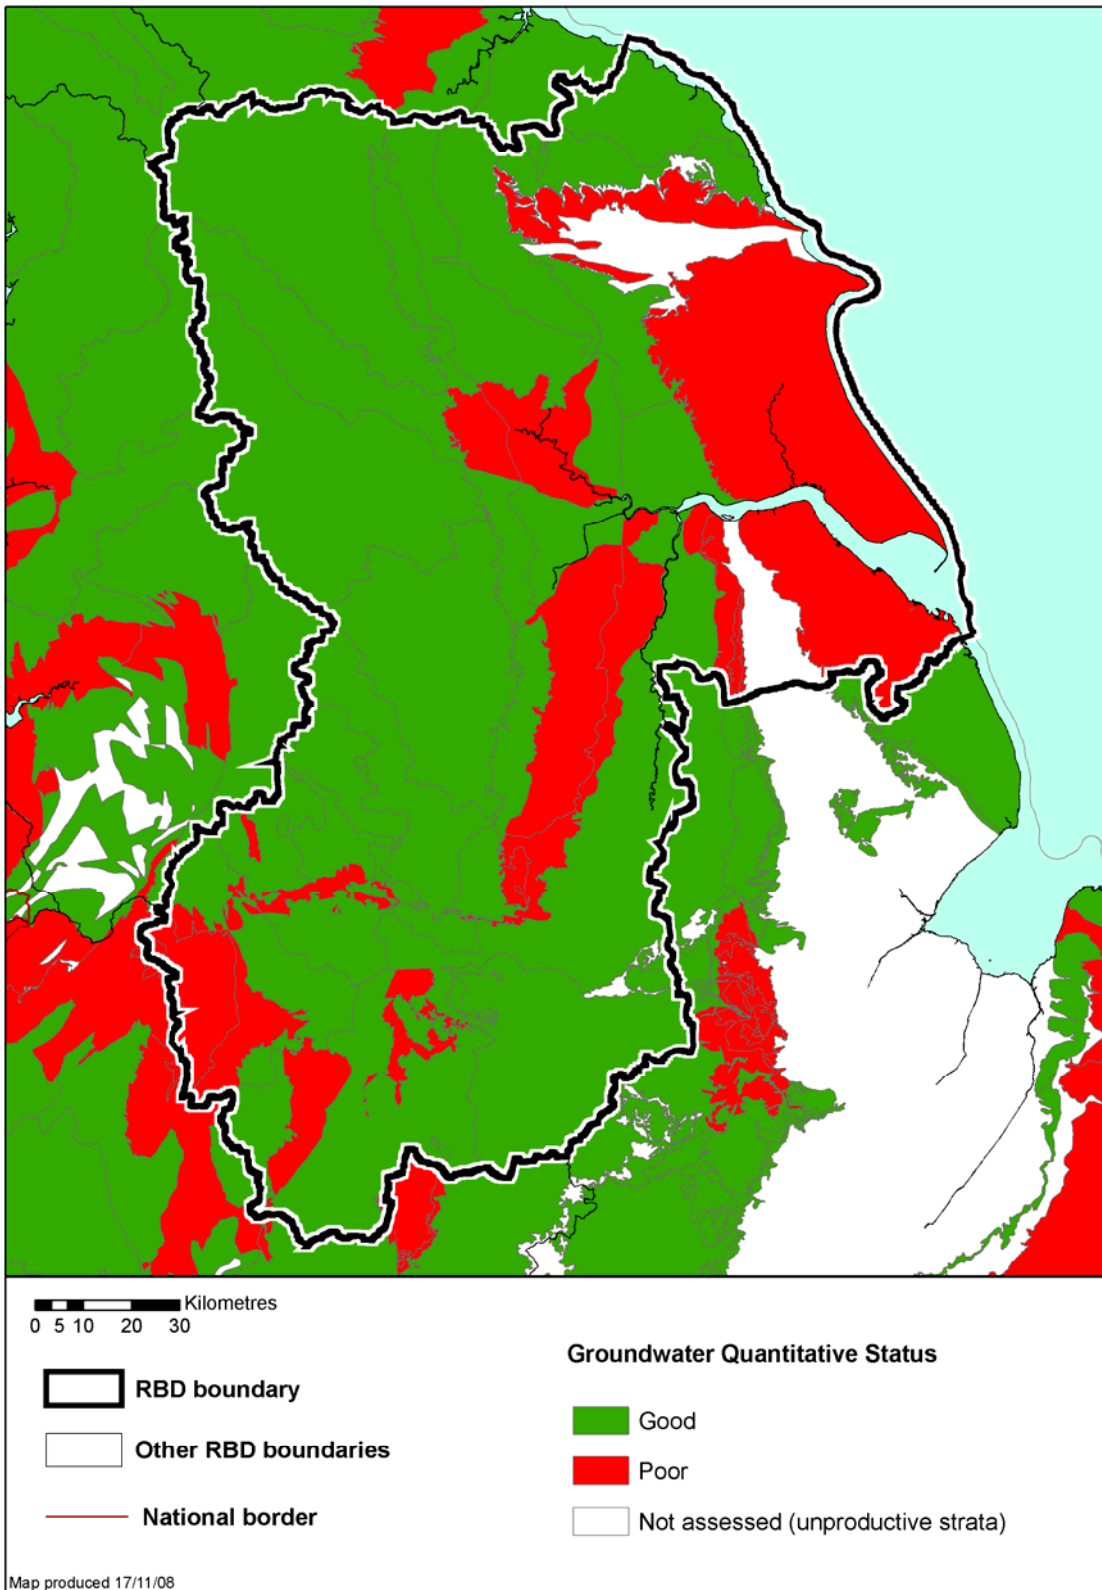 Kilometres
0 5 10 20 30
RBD boundary
Other RBD boundaries
National border
Groundwater Quantitative Status
Good
Poor
Not assessed (unproductive strata)
Map produced 17/11/08